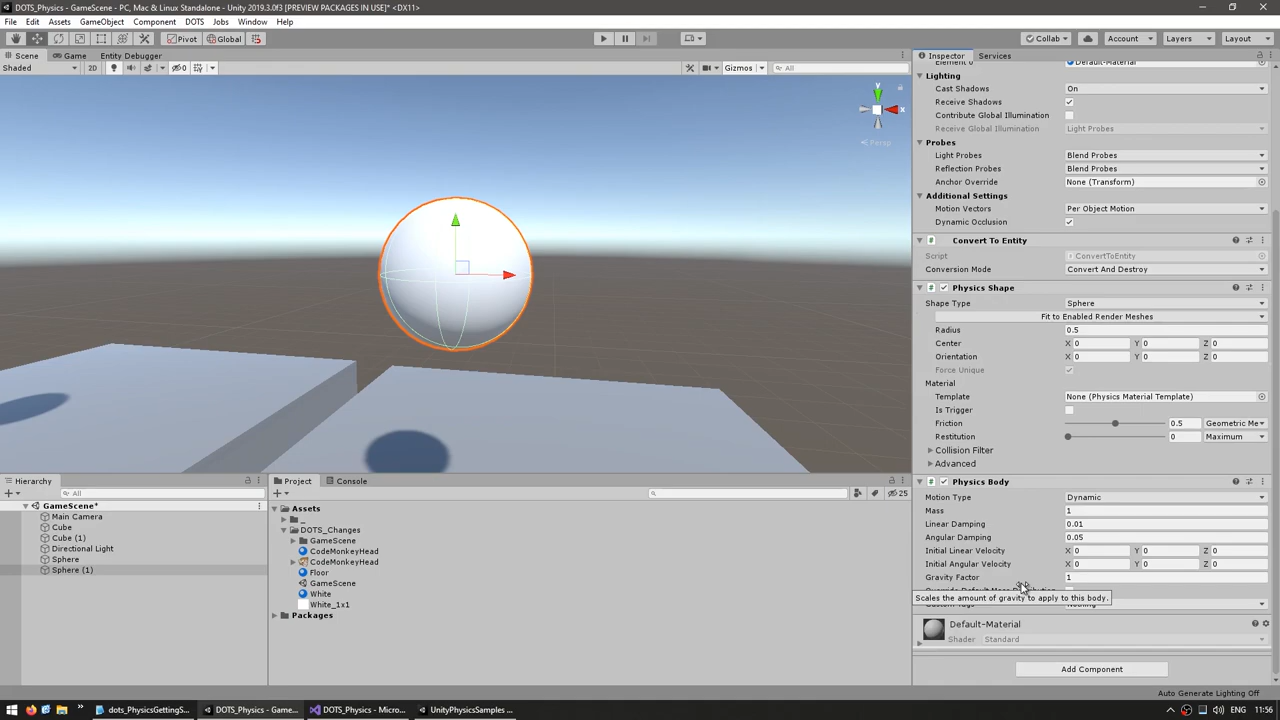 DOTS_Physics - GameScene - PC, Mac & Linux Standalone - Unity 2019.3.0f3 [PREVIEW PACKAGES IN USE]* <DX11>
File Edit Assets GameObject Component DOTS Jobs Window Help
Pivot Global Collab Account Layers Layout
Scene Game Entity Debugger
Shaded 2D 0 Gizmos All
y x
Persp
Inspector Services
Element 0 Default-Material
Lighting
Cast Shadows On
Receive Shadows
Contribute Global Illumination
Receive Global Illumination Light Probes
Probes
Light Probes Blend Probes
Reflection Probes Blend Probes
Anchor Override None (Transform)
Additional Settings
Motion Vectors Per Object Motion
Dynamic Occlusion
Convert To Entity
Script ConvertToEntity
Conversion Mode Convert And Destroy
Physics Shape
Shape Type Sphere
Fit to Enabled Render Meshes
Radius 0.5
Center X 0 Y 0 Z 0
Orientation X 0 Y 0 Z 0
Force Unique
Material
Template None (Physics Material Template)
Is Trigger
Friction 0.5 Geometric Me
Restitution 0 Maximum
Collision Filter
Advanced
Physics Body
Motion Type Dynamic
Mass 1
Linear Damping 0.01
Angular Damping 0.05
Initial Linear Velocity X 0 Y 0 Z 0
Initial Angular Velocity X 0 Y 0 Z 0
Gravity Factor 1
Scales the amount of gravity to apply to this body.
Custom Tags Nothing
Default-Material
Shader Standard
Add Component
Auto Generate Lighting Off
Hierarchy
All
GameScene*
Main Camera
Cube
Cube (1)
Directional Light
Sphere
Sphere (1)
Project Console
25
Assets
_
DOTS_Changes
GameScene
CodeMonkeyHead
CodeMonkeyHead
Floor
GameScene
White
White_1x1
Packages
dots_PhysicsGettingS... DOTS_Physics - Game... DOTS_Physics - Micro... UnityPhysicsSamples ... ENG 11:56